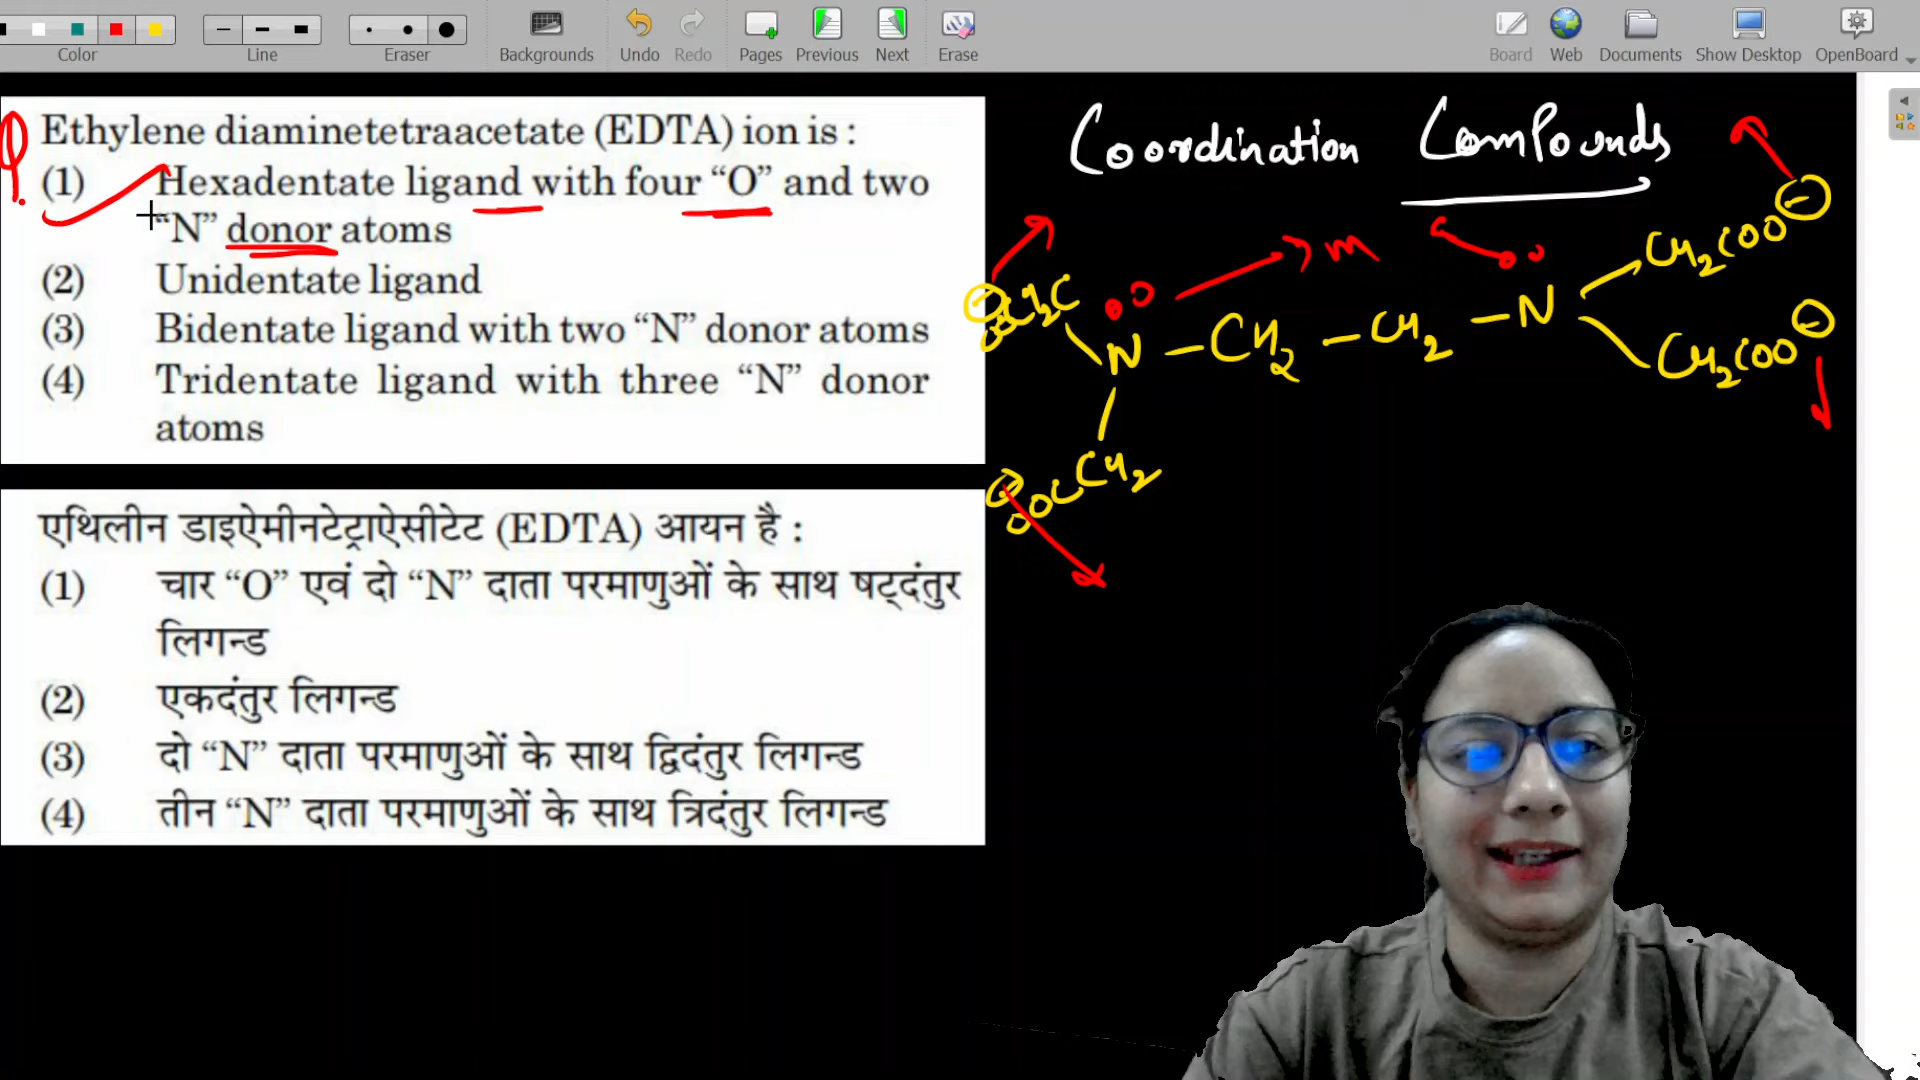 Color Line Eraser Backgrounds Undo Redo Pages Previous Next Erase Board Web Documents Show Desktop OpenBoard
Q. Ethylene diaminetetraacetate (EDTA) ion is :
(1) Hexadentate ligand with four “O” and two
“N” donor atoms
(2) Unidentate ligand
(3) Bidentate ligand with two “N” donor atoms
(4) Tridentate ligand with three “N” donor
atoms
एथिलीन डाइऐमीनटेट्राऐसीटेट (EDTA) आयन है :
(1) चार “O” एवं दो “N” दाता परमाणुओं के साथ षट्दंतुर
लिगन्ड
(2) एकदंतुर लिगन्ड
(3) दो “N” दाता परमाणुओं के साथ द्विदंतुर लिगन्ड
(4) तीन “N” दाता परमाणुओं के साथ त्रिदंतुर लिगन्ड
Coordination Compounds
CH2COO⊖
m
N – CH2 – CH2 – N
CH2COO⊖
⊖OOCCH2